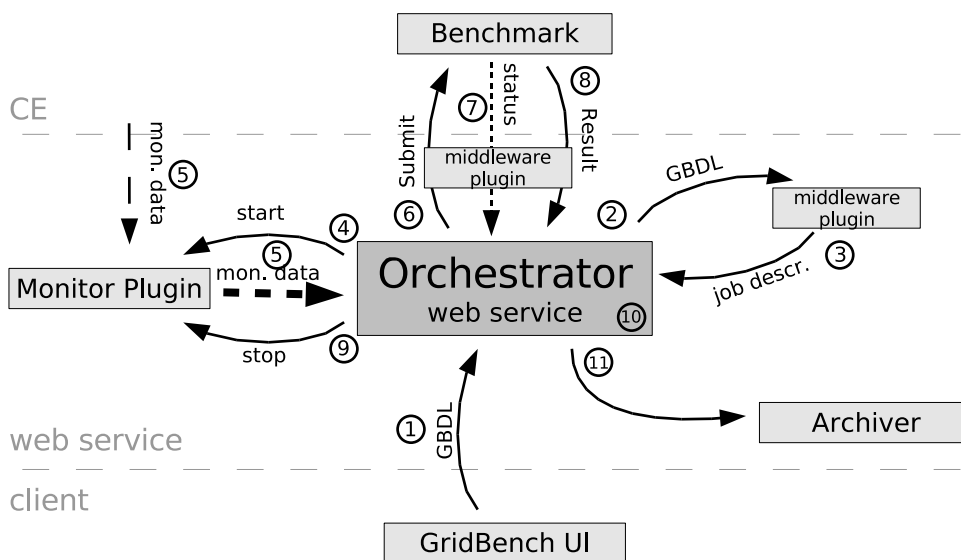 Benchmark
CE
mon. data
5
Submit
7
status
8
Result
middleware
plugin
GBDL
middleware
plugin
6
2
3
start
4
5
mon. data
Monitor Plugin
Orchestrator
web service
10
job descr.
stop
9
11
1
GBDL
Archiver
web service
client
GridBench UI